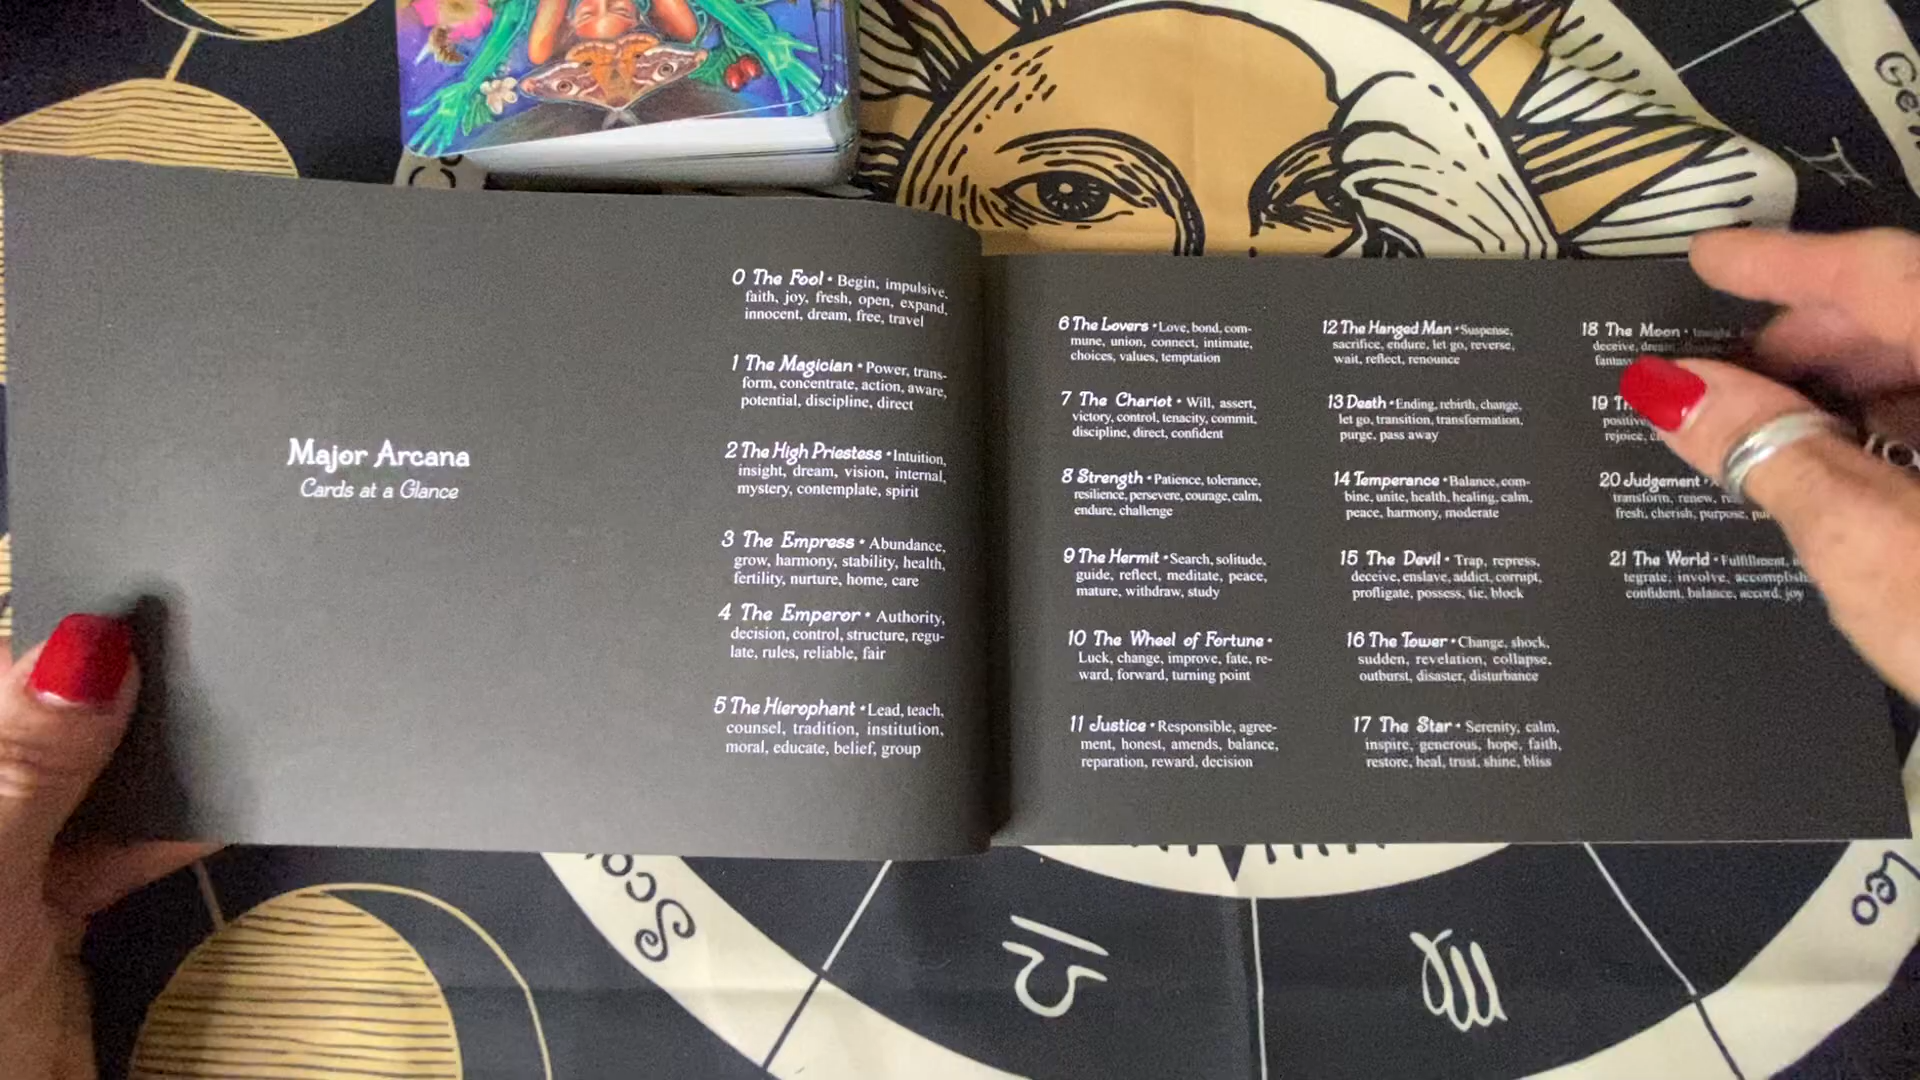 Major Arcana
Cards at a Glance
0 The Fool • Begin, impulsive,
faith, joy, fresh, open, expand,
innocent, dream, free, travel
1 The Magician • Power, trans-
form, concentrate, action, aware,
potential, discipline, direct
2 The High Priestess • Intuition,
insight, dream, vision, internal,
mystery, contemplate, spirit
3 The Empress • Abundance,
grow, harmony, stability, health,
fertility, nurture, home, care
4 The Emperor • Authority,
decision, control, structure, regu-
late, rules, reliable, fair
5 The Hierophant • Lead, teach,
counsel, tradition, institution,
moral, educate, belief, group
6 The Lovers • Love, bond, com-
mune, union, connect, intimate,
choices, values, temptation
7 The Chariot • Will, assert,
victory, control, tenacity, commit,
discipline, direct, confident
8 Strength • Patience, tolerance,
resilience, persevere, courage, calm,
endure, challenge
9 The Hermit • Search, solitude,
guide, reflect, meditate, peace,
mature, withdraw, study
10 The Wheel of Fortune •
Luck, change, improve, fate, re-
ward, forward, turning point
11 Justice • Responsible, agree-
ment, honest, amends, balance,
reparation, reward, decision
12 The Hanged Man • Suspense,
sacrifice, endure, let go, reverse,
wait, reflect, renounce
13 Death • Ending, rebirth, change,
let go, transition, transformation,
purge, pass away
14 Temperance • Balance, com-
bine, unite, health, healing, calm,
peace, harmony, moderate
15 The Devil • Trap, repress,
deceive, enslave, addict, corrupt,
profligate, possess, tie, block
16 The Tower • Change, shock,
sudden, revelation, collapse,
outburst, disaster, disturbance
17 The Star • Serenity, calm,
inspire, generous, hope, faith,
restore, heal, trust, shine, bliss
18 The Moon •
deceive,
19
positive
rejoice,
20 Judgement •
transform, renew,
fresh, cherish, purpose,
21 The World • Fulfillment,
tegrate, involve, accomplish
confident, balance, accord, joy
Leo
Sco